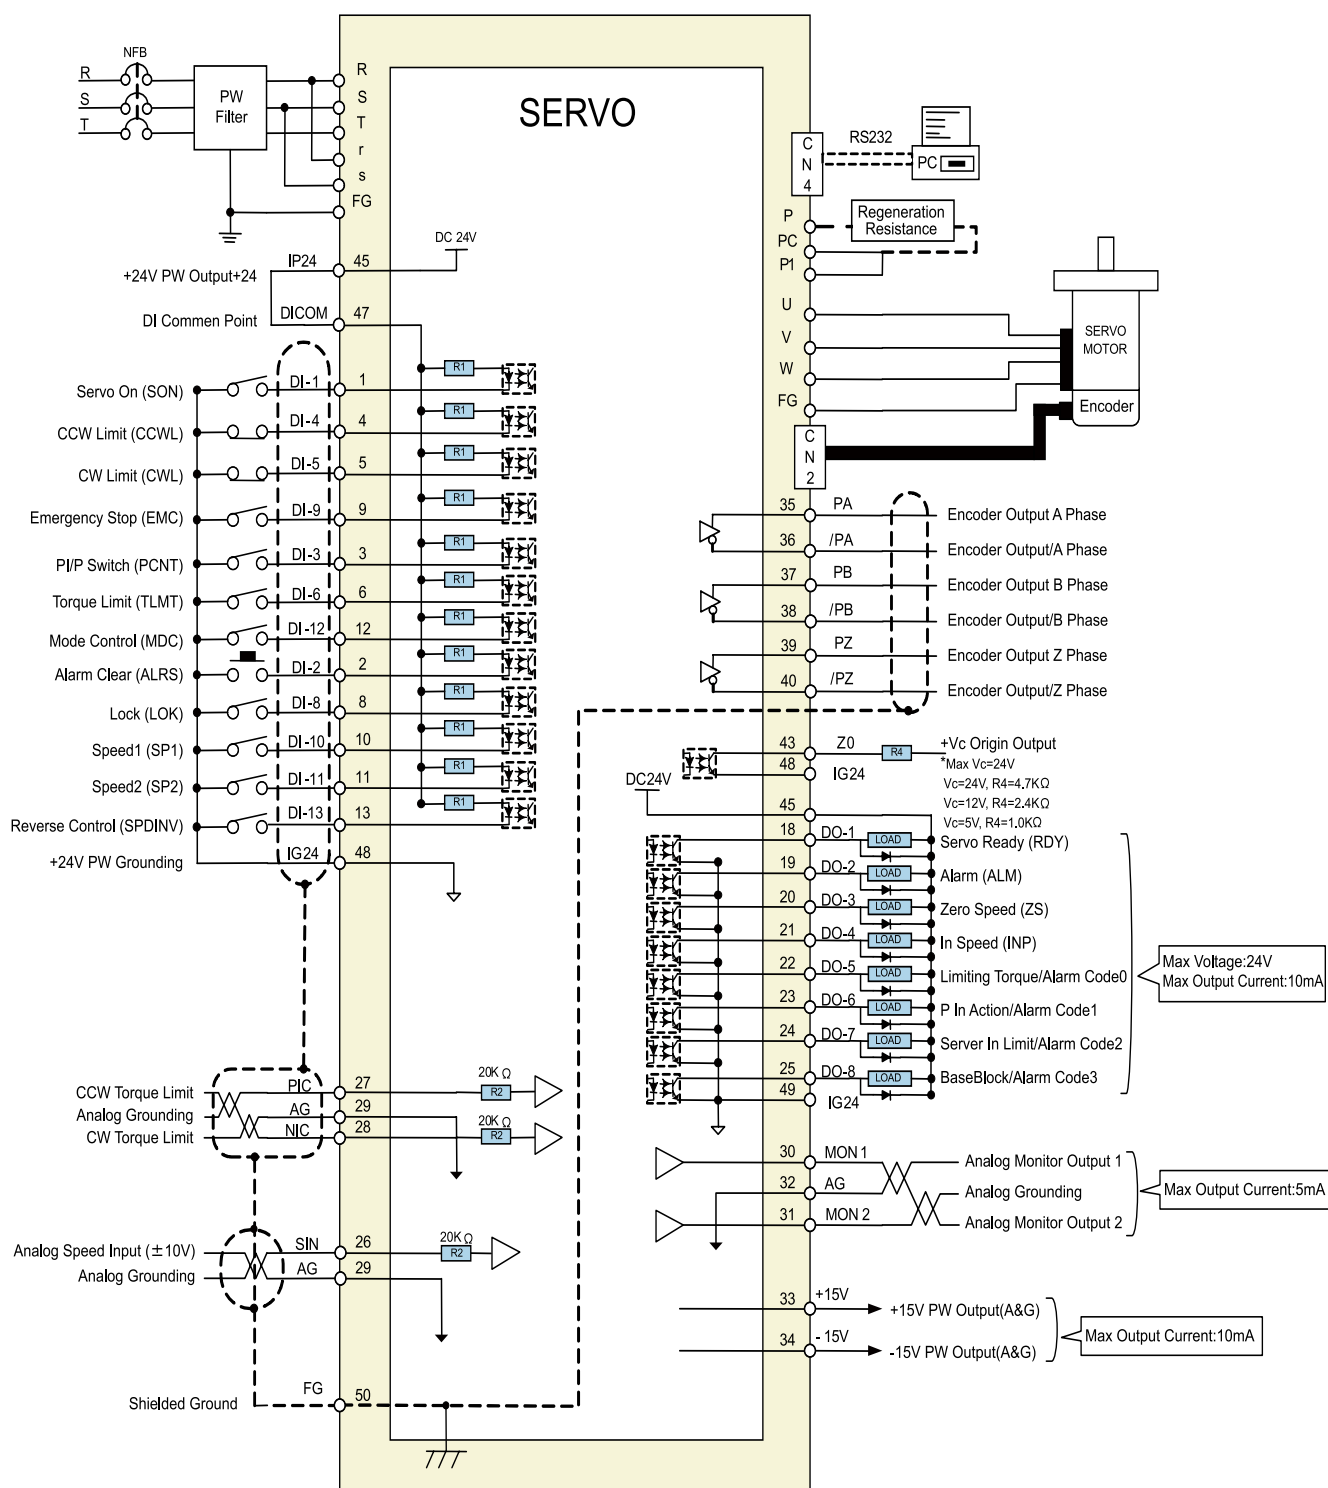 SERVO
NFB
R
S
T
PW
Filter
R
S
T
r
s
FG
DC 24V
+24V PW Output+24
IP24
45
DI Commen Point
DICOM
47
Servo On (SON)
DI-1
1
R1
CCW Limit (CCWL)
DI-4
4
R1
CW Limit (CWL)
DI-5
5
R1
Emergency Stop (EMC)
DI-9
9
R1
PI/P Switch (PCNT)
DI-3
3
R1
Torque Limit (TLMT)
DI-6
6
R1
Mode Control (MDC)
DI-12
12
R1
Alarm Clear (ALRS)
DI-2
2
R1
Lock (LOK)
DI-8
8
R1
Speed1 (SP1)
DI-10
10
R1
Speed2 (SP2)
DI-11
11
R1
Reverse Control (SPDINV)
DI-13
13
R1
+24V PW Grounding
IG24
48
CCW Torque Limit
PIC
27
20KΩ
R2
Analog Grounding
AG
29
CW Torque Limit
NIC
28
20KΩ
R2
Analog Speed Input (±10V)
SIN
26
20KΩ
R2
Analog Grounding
AG
29
Shielded Ground
FG
50
C
N
4
RS232
PC
P
PC
P1
Regeneration
Resistance
U
V
W
FG
SERVO
MOTOR
Encoder
C
N
2
35
PA
Encoder Output A Phase
36
/PA
Encoder Output/A Phase
37
PB
Encoder Output B Phase
38
/PB
Encoder Output/B Phase
39
PZ
Encoder Output Z Phase
40
/PZ
Encoder Output/Z Phase
43
Z0
R4
+Vc Origin Output
48
IG24
*Max Vc=24V
Vc=24V, R4=4.7KΩ
Vc=12V, R4=2.4KΩ
Vc=5V, R4=1.0KΩ
DC24V
45
18
DO-1
LOAD
Servo Ready (RDY)
19
DO-2
LOAD
Alarm (ALM)
20
DO-3
LOAD
Zero Speed (ZS)
21
DO-4
LOAD
In Speed (INP)
22
DO-5
LOAD
Limiting Torque/Alarm Code0
23
DO-6
LOAD
P In Action/Alarm Code1
24
DO-7
LOAD
Server In Limit/Alarm Code2
25
DO-8
LOAD
BaseBlock/Alarm Code3
49
IG24
Max Voltage:24V
Max Output Current:10mA
30
MON 1
Analog Monitor Output 1
32
AG
Analog Grounding
31
MON 2
Analog Monitor Output 2
Max Output Current:5mA
33
+15V
+15V PW Output(A&G)
34
- 15V
-15V PW Output(A&G)
Max Output Current:10mA